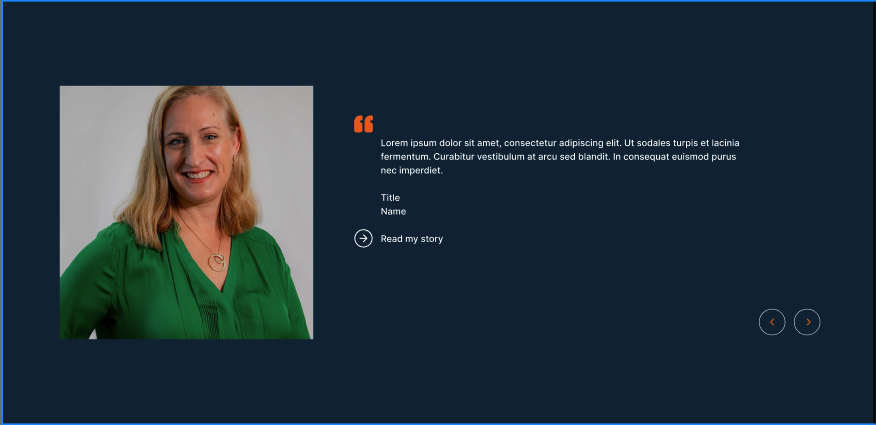 Lorem ipsum dolor sit amet, consectetur adipiscing elit. Ut sodales turpis et lacinia
fermentum. Curabitur vestibulum at arcu sed blandit. In consequat euismod purus
nec imperdiet.
Title
Name
Read my story